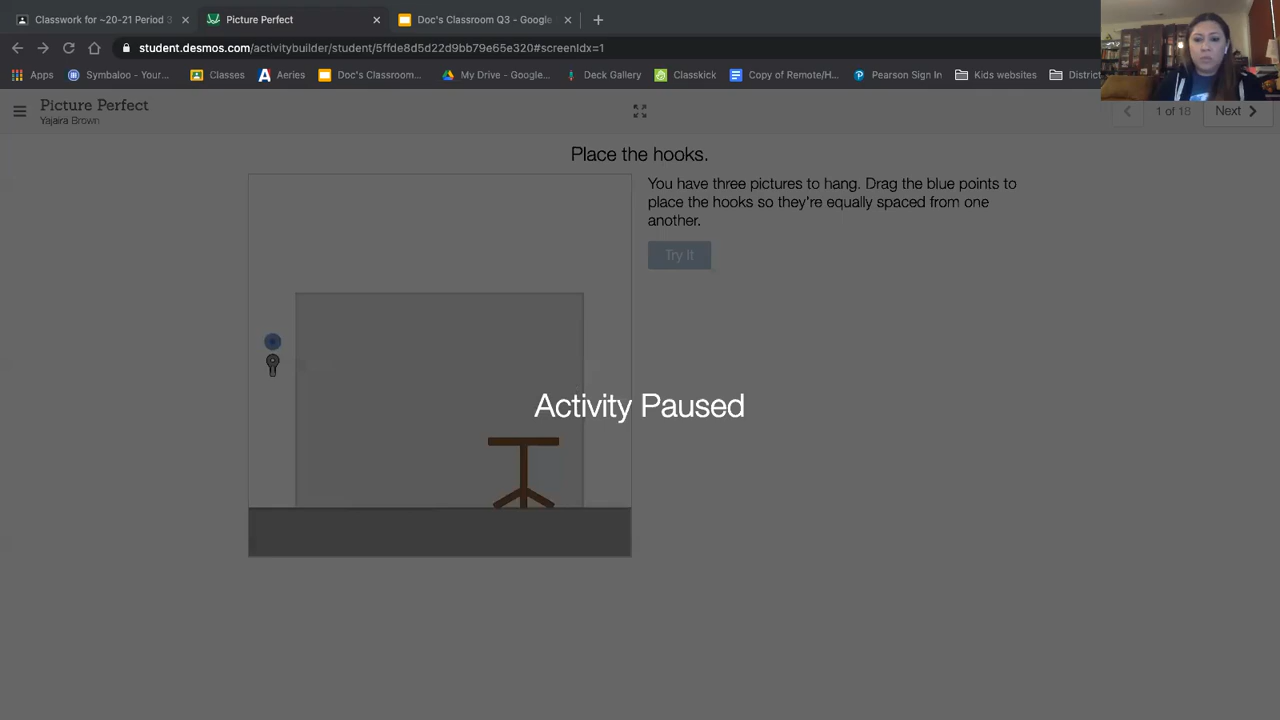 Classwork for ~20-21 Period 3
Picture Perfect
Doc's Classroom Q3 - Google
student.desmos.com/activitybuilder/student/5ffde8d5d22d9bb79e65e320#screenIdx=1
Apps
Symbaloo - Your...
Classes
Aeries
Doc's Classroom...
My Drive - Google...
Deck Gallery
Classkick
Copy of Remote/H...
Pearson Sign In
Kids websites
District
Picture Perfect
Yajaira Brown
1 of 18
Next
Place the hooks.
You have three pictures to hang. Drag the blue points to
place the hooks so they're equally spaced from one
another.
Try It
Activity Paused